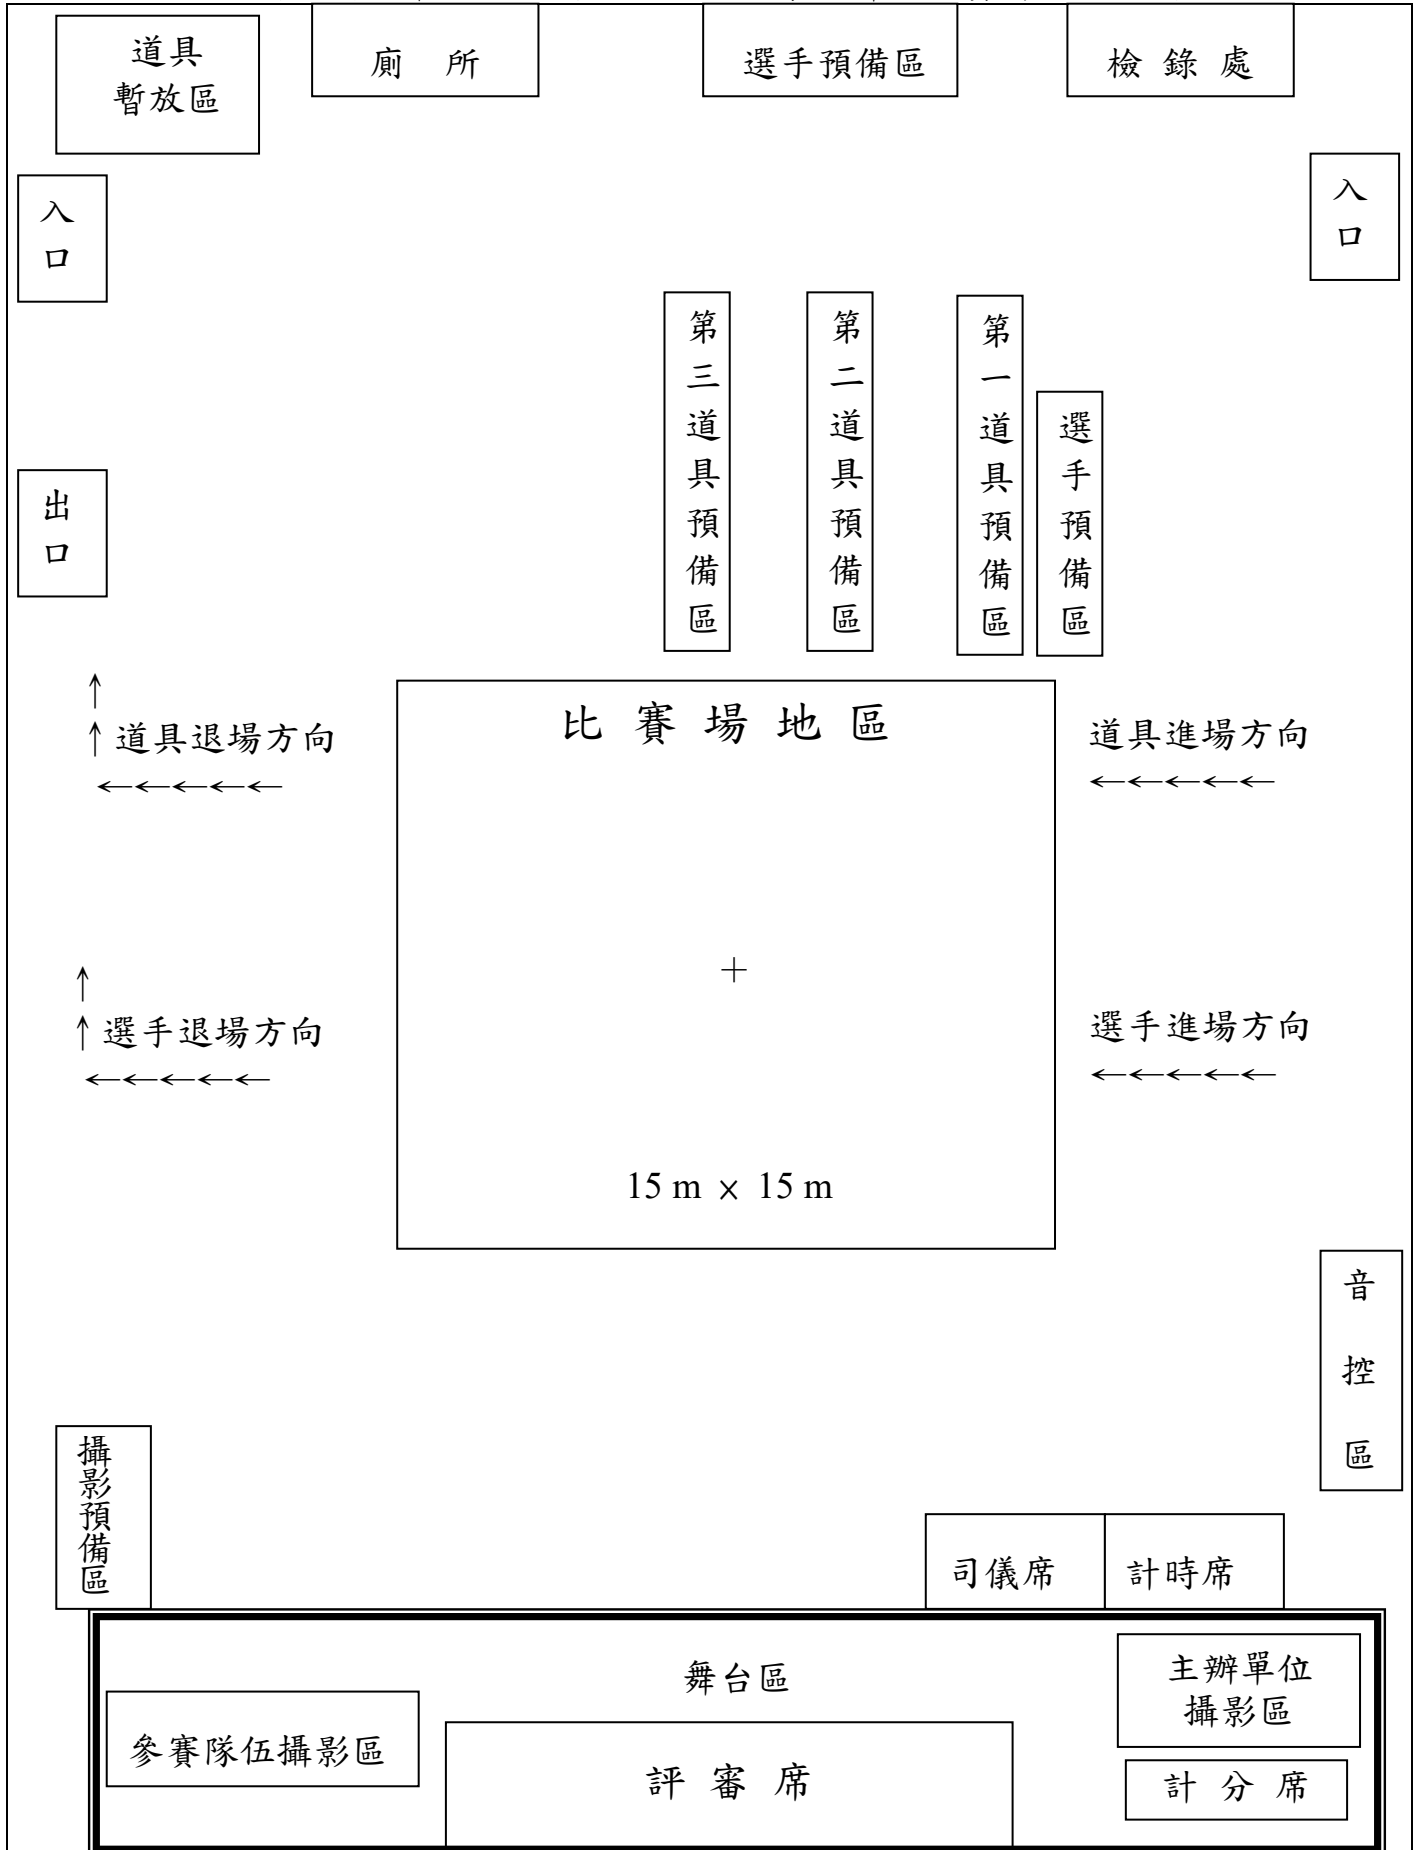 道具
暫放區
廁 所
選手預備區
檢 錄 處
入口
入口
第三道具預備區
第二道具預備區
第一道具預備區
選手預備區
出口
↑
↑ 道具退場方向
←←←←←
比 賽 場 地 區
道具進場方向
←←←←←
+
↑
↑ 選手退場方向
←←←←←
選手進場方向
←←←←←
15 m × 15 m
音控區
攝影預備區
司儀席
計時席
舞台區
主辦單位
攝影區
參賽隊伍攝影區
評 審 席
計 分 席